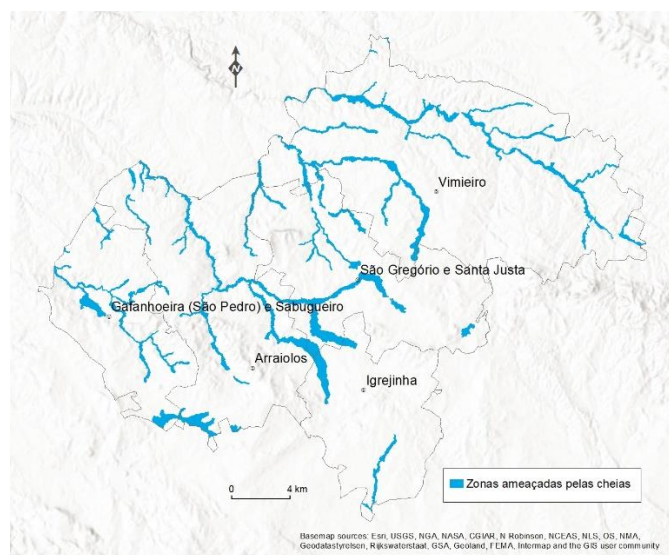 N
Vimieiro
São Gregório e Santa Justa
Gafanhoeira (São Pedro) e Sabugueiro
Arraiolos
Igrejinha
0 4 km
Zonas ameaçadas pelas cheias
Basemap sources: Esri, USGS, NGA, NASA, CGIAR, N Robinson, NCEAS, NLS, OS, NMA,
Geodatastyrelsen, Rijkswaterstaat, GSA, Geoland, FEMA, Intermap and the GIS user community